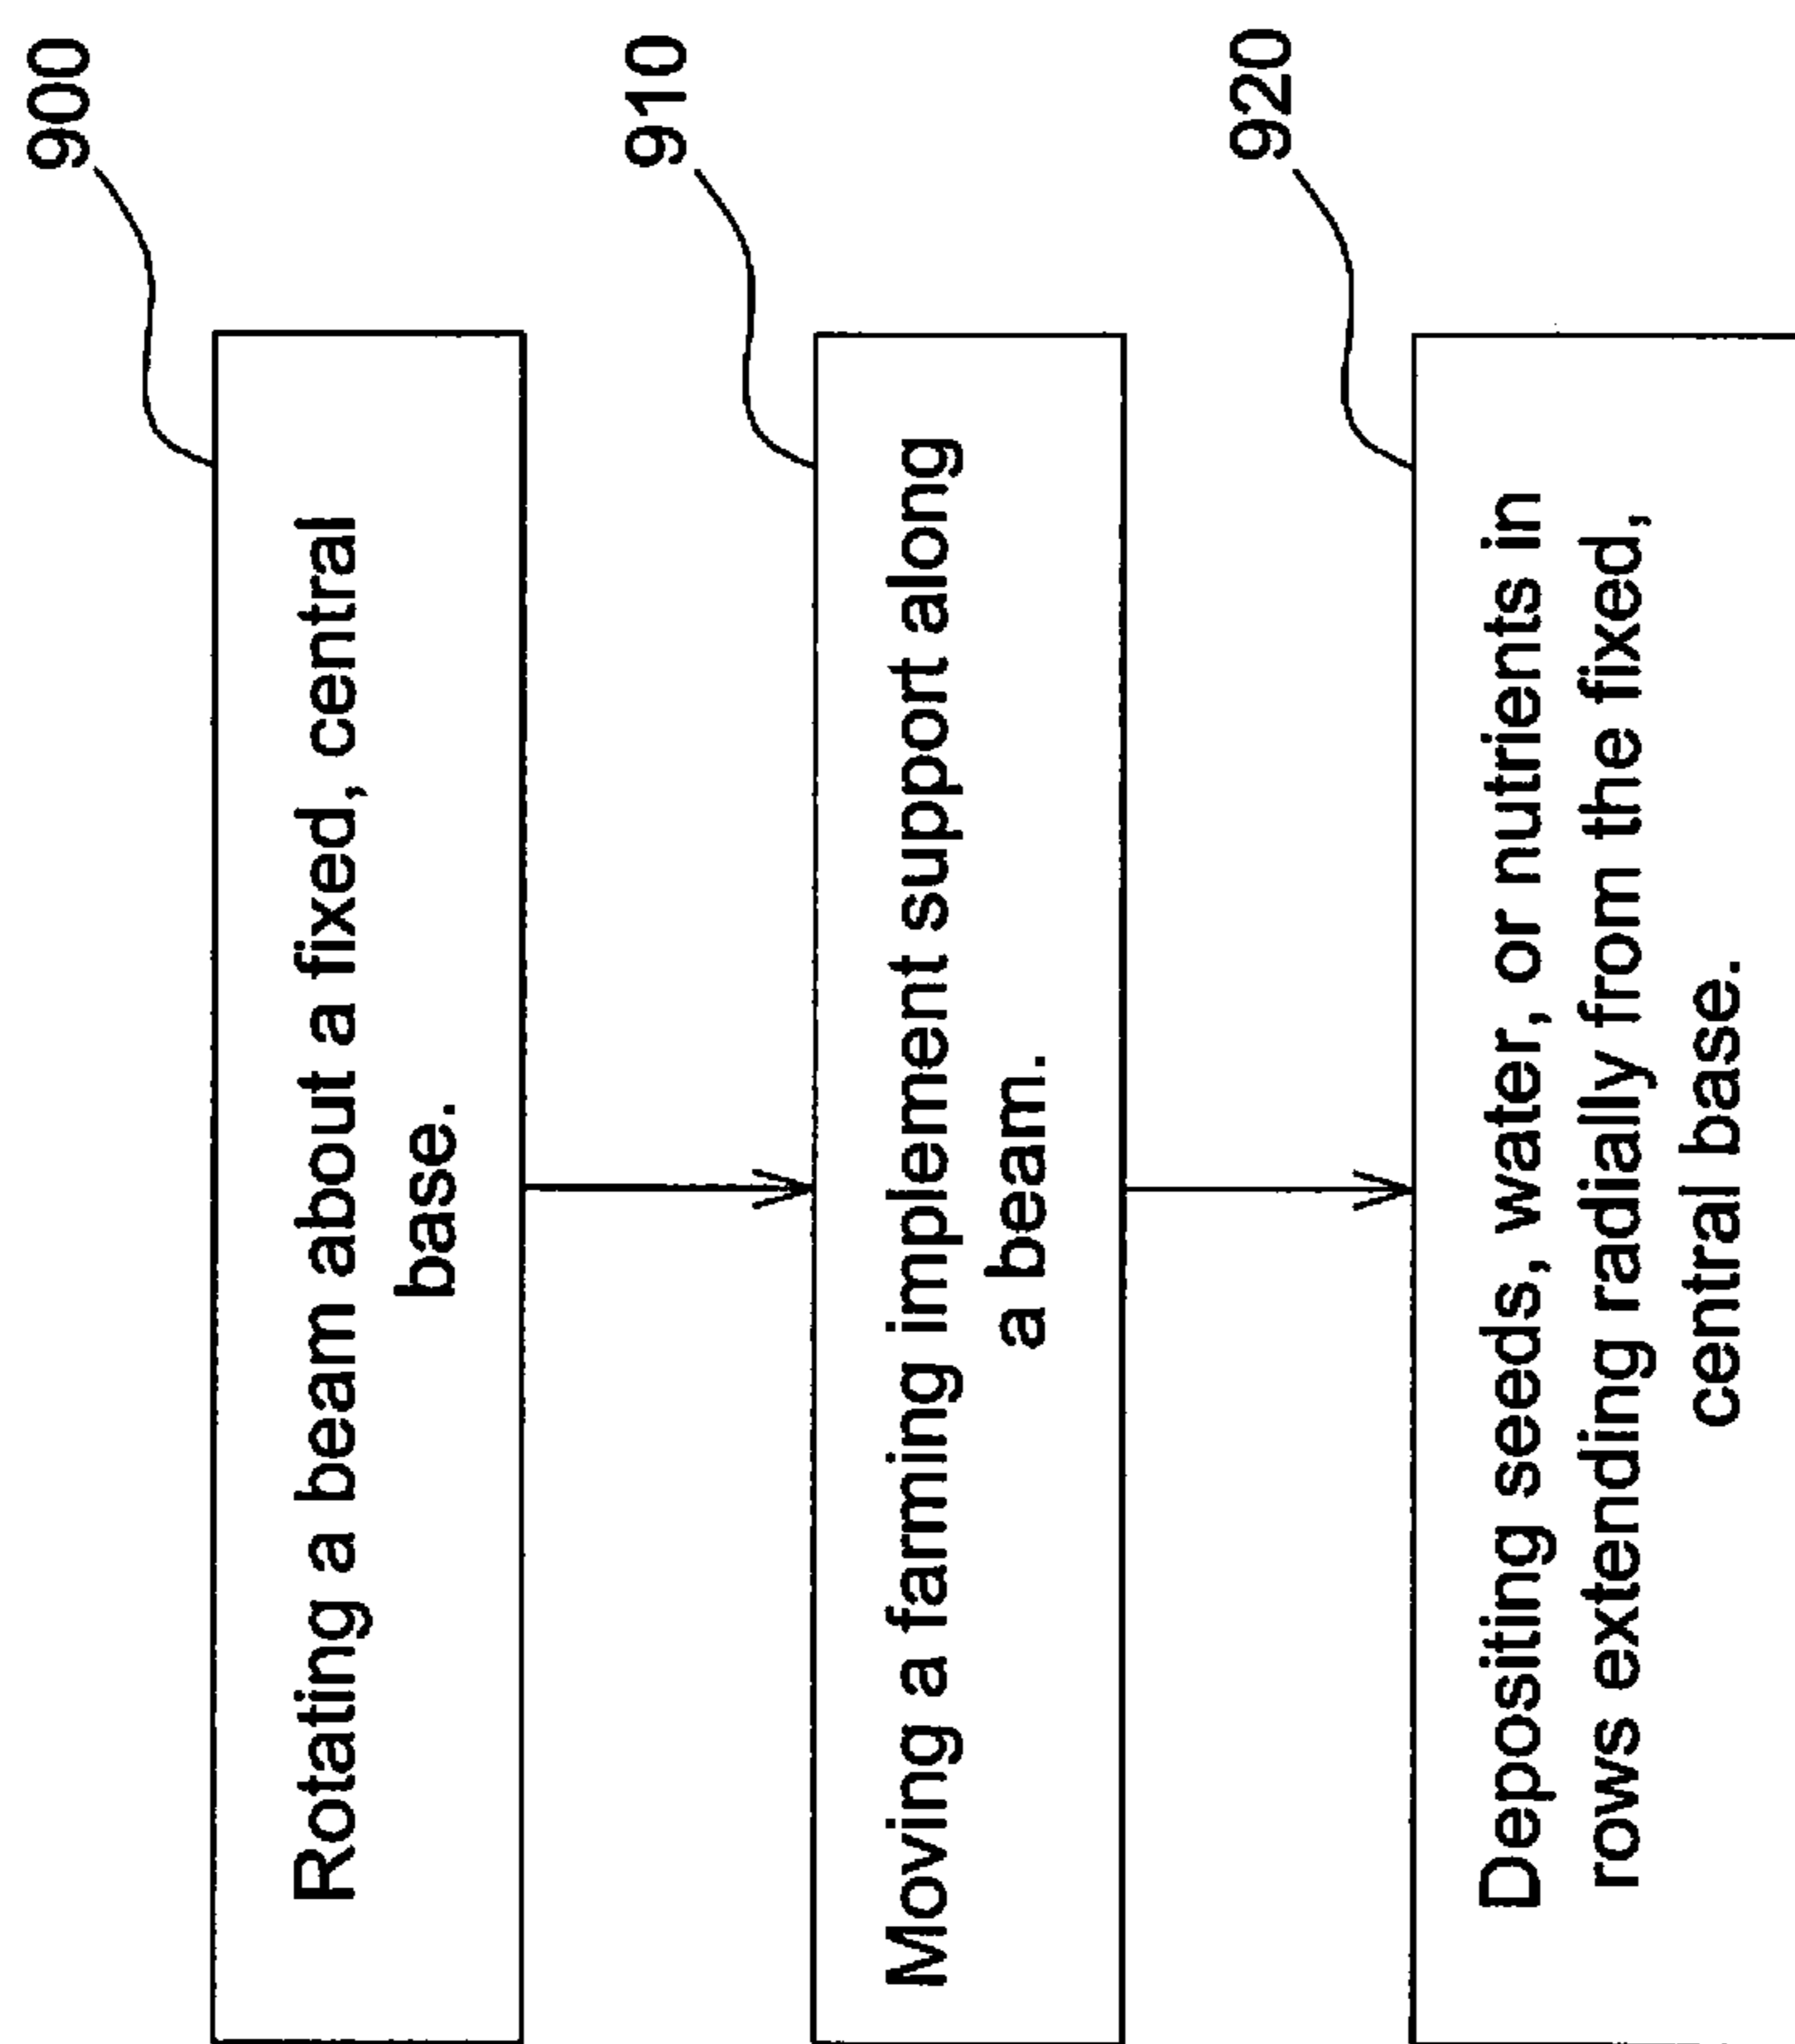 900
Rotating a beam about a fixed, central
base.
910
Moving a farming implement support along
a beam.
920
Depositing seeds, water, or nutrients in
rows extending radially from the fixed,
central base.